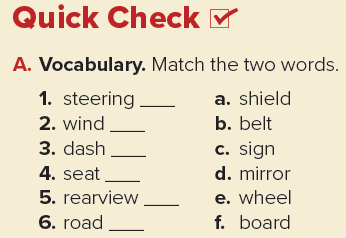 Quick Check
A. Vocabulary. Match the two words.
1. steering ____ a. shield
2. wind ____ b. belt
3. dash ____ c. sign
4. seat ____ d. mirror
5. rearview ____ e. wheel
6. road ____ f. board